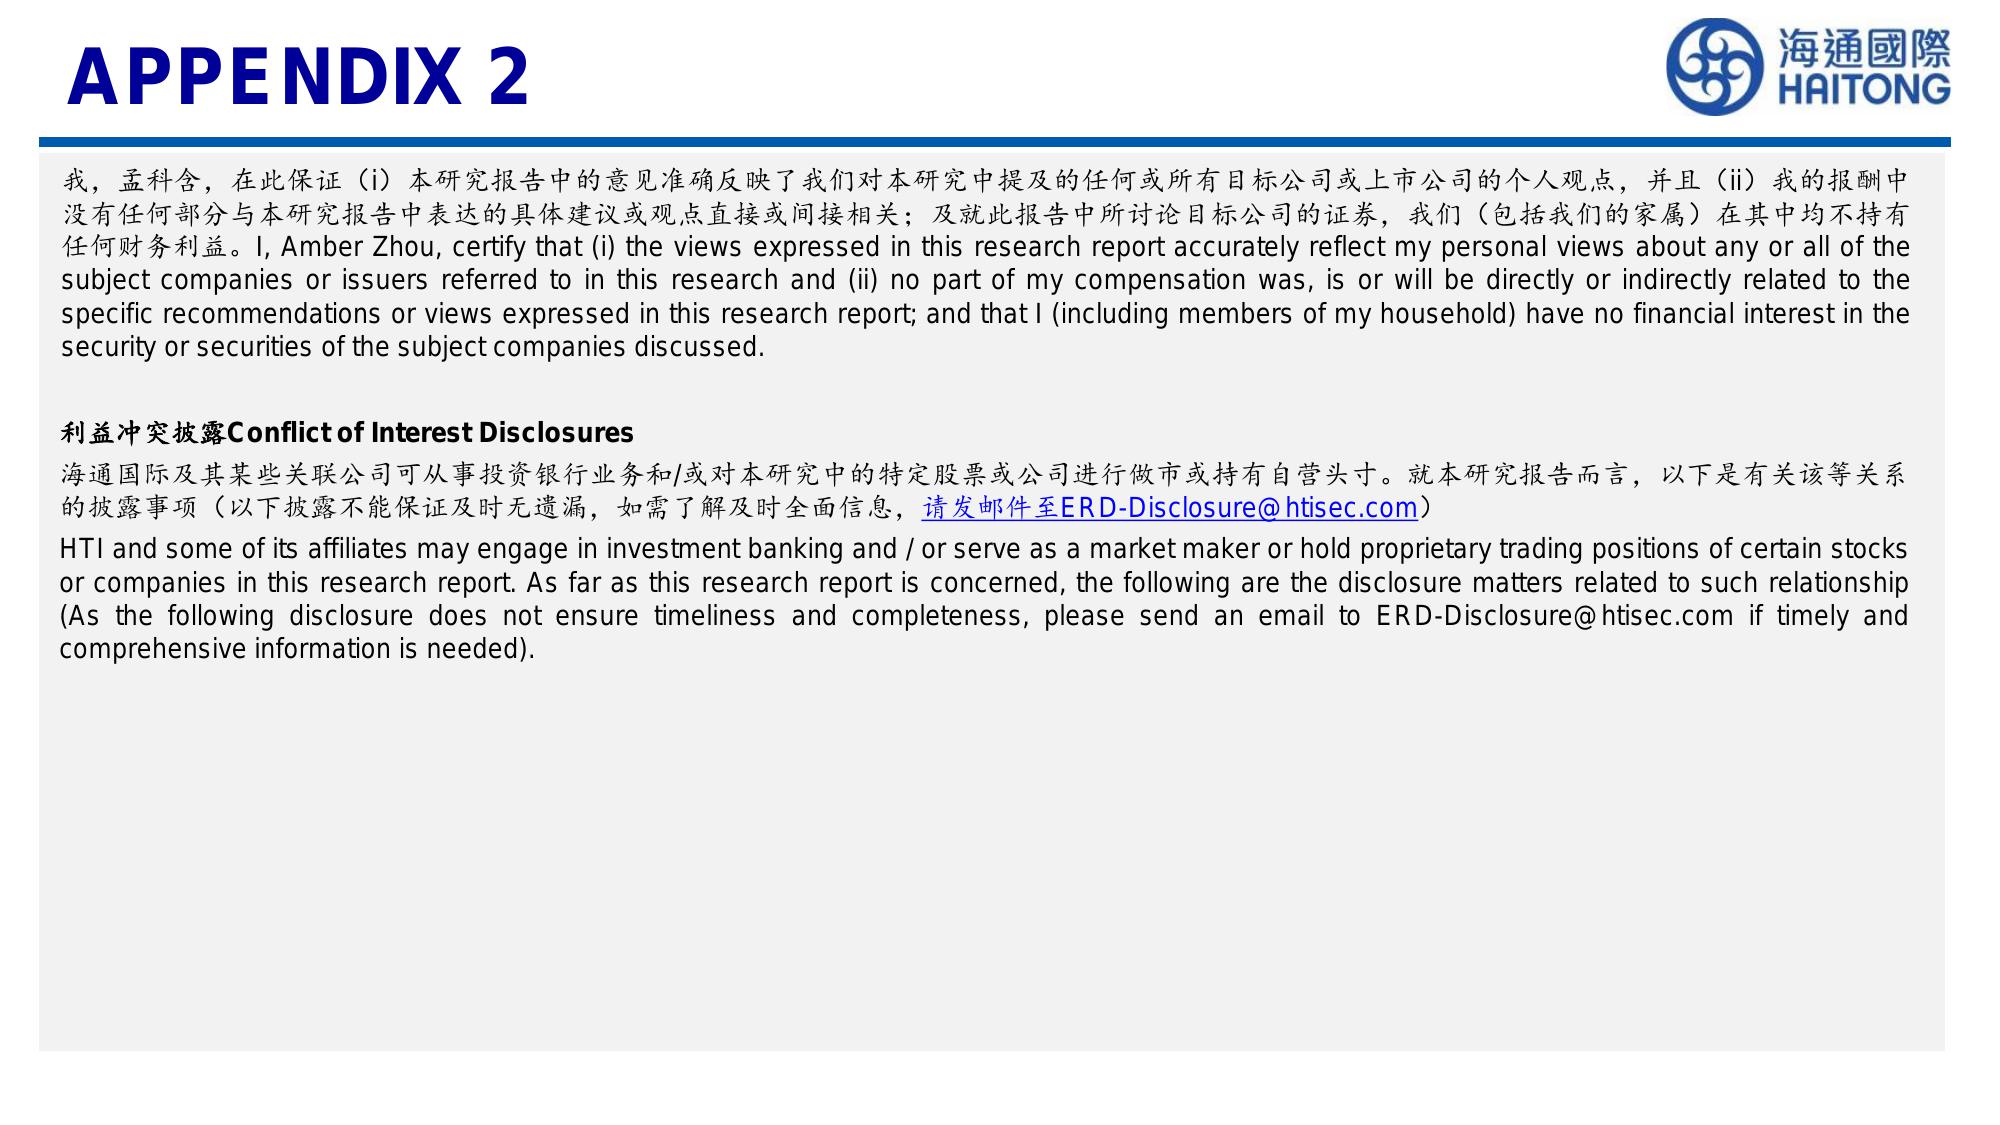 APPENDIX 2
海通國際
HAITONG
我，孟科含，在此保证（i）本研究报告中的意见准确反映了我们对本研究中提及的任何或所有目标公司或上市公司的个人观点，并且（ii）我的报酬中
没有任何部分与本研究报告中表达的具体建议或观点直接或间接相关；及就此报告中所讨论目标公司的证券，我们（包括我们的家属）在其中均不持有
任何财务利益。I, Amber Zhou, certify that (i) the views expressed in this research report accurately reflect my personal views about any or all of the
subject companies or issuers referred to in this research and (ii) no part of my compensation was, is or will be directly or indirectly related to the
specific recommendations or views expressed in this research report; and that I (including members of my household) have no financial interest in the
security or securities of the subject companies discussed.
利益冲突披露Conflict of Interest Disclosures
海通国际及其某些关联公司可从事投资银行业务和/或对本研究中的特定股票或公司进行做市或持有自营头寸。就本研究报告而言，以下是有关该等关系
的披露事项（以下披露不能保证及时无遗漏，如需了解及时全面信息，请发邮件至ERD-Disclosure@htisec.com）
HTI and some of its affiliates may engage in investment banking and / or serve as a market maker or hold proprietary trading positions of certain stocks
or companies in this research report. As far as this research report is concerned, the following are the disclosure matters related to such relationship
(As the following disclosure does not ensure timeliness and completeness, please send an email to ERD-Disclosure@htisec.com if timely and
comprehensive information is needed).